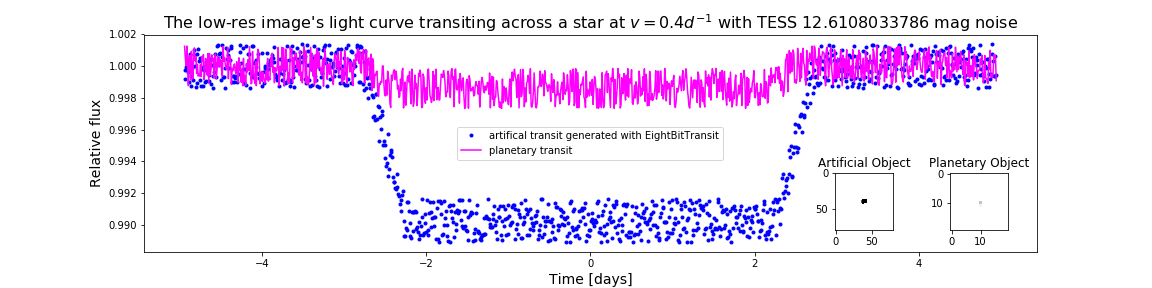 The low-res image's light curve transiting across a star at v = 0.4d⁻¹ with TESS 12.6108033786 mag noise
1.002
1.000
0.998
0.996
0.994
0.992
0.990
Relative flux
artifical transit generated with EightBitTransit
planetary transit
Artificial Object
0
50
0 50
Planetary Object
0
10
0 10
−4 −2 0 2 4
Time [days]